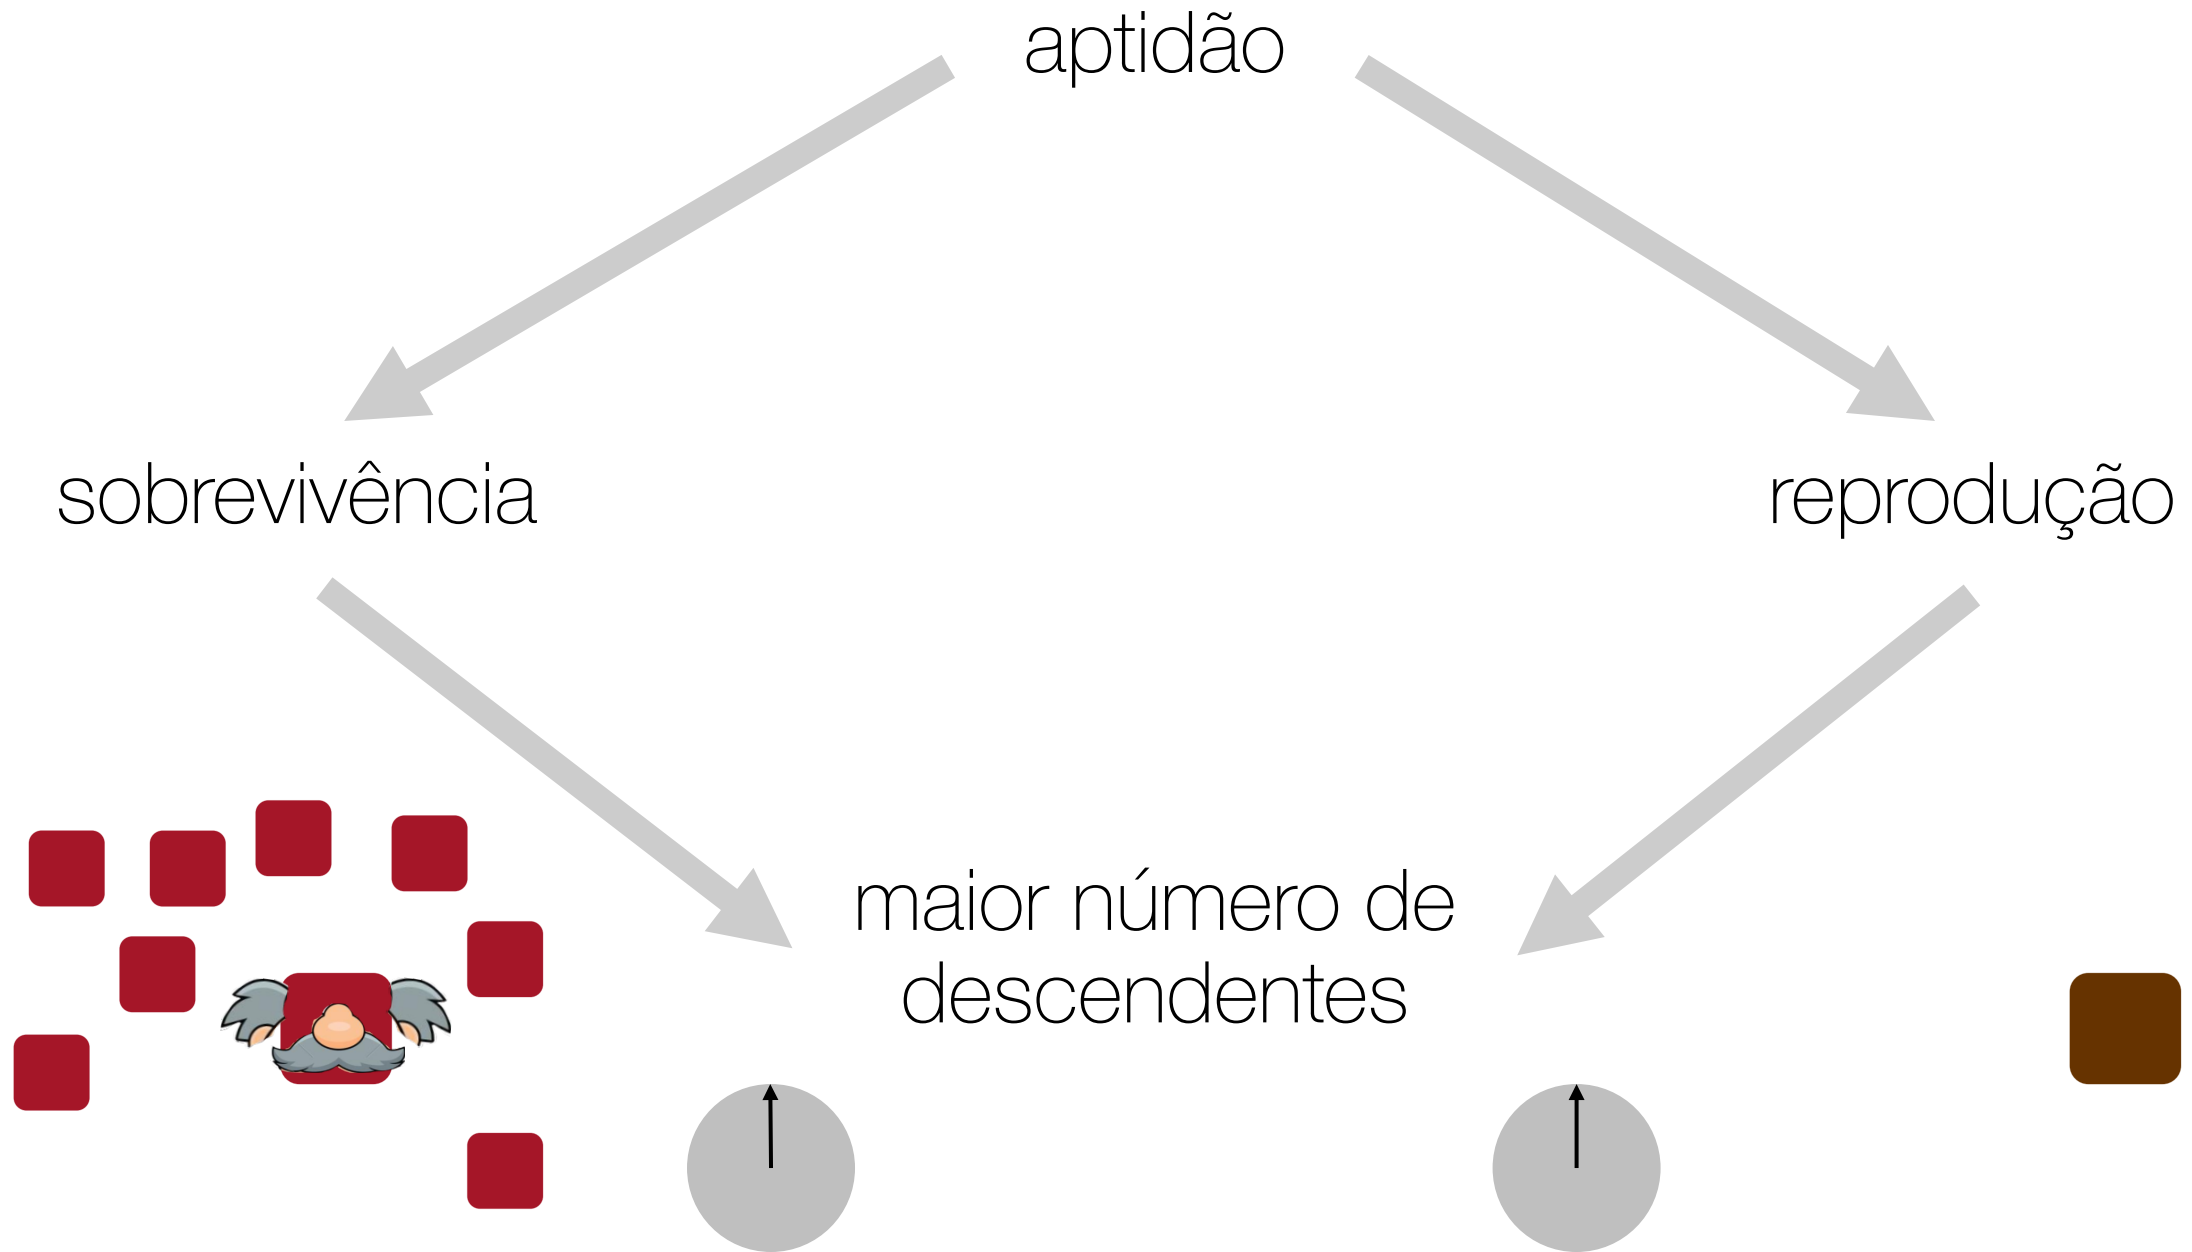 aptidão
sobrevivência
reprodução
maior número de
descendentes